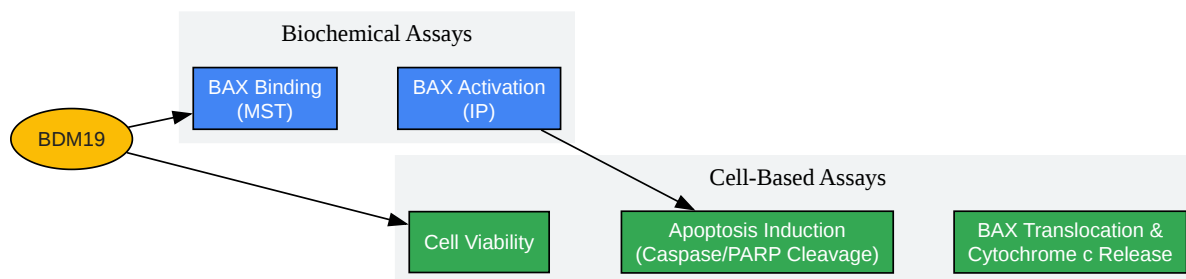 Biochemical Assays
BAX Binding
(MST)
BAX Activation
(IP)
BDM19
Cell-Based Assays
Cell Viability
Apoptosis Induction
(Caspase/PARP Cleavage)
BAX Translocation &
Cytochrome c Release